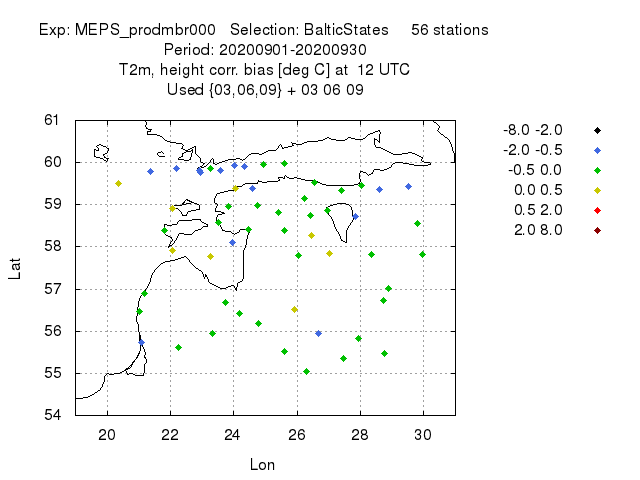 Exp: MEPS_prodmbr000   Selection: BalticStates     56 stations
Period: 20200901-20200930
T2m, height corr. bias [deg C] at  12 UTC
Used {03,06,09} + 03 06 09
61
60
59
58
57
56
55
54
Lat
20 22 24 26 28 30
Lon
-8.0 -2.0
-2.0 -0.5
-0.5 0.0
0.0 0.5
0.5 2.0
2.0 8.0